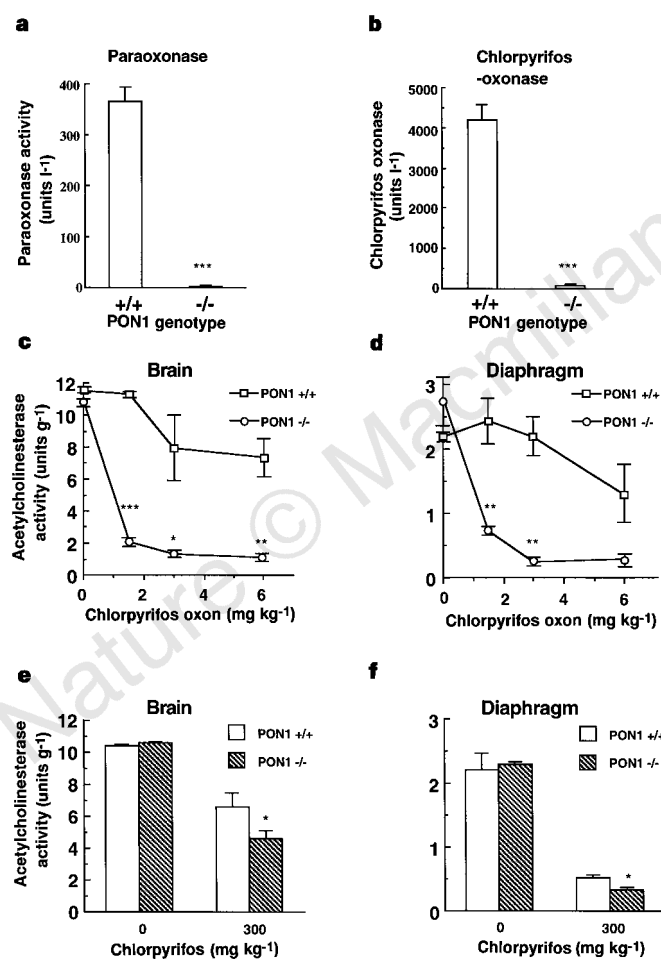 a
Paraoxonase
400
300
200
100
0
Paraoxonase activity
(units l-1)
***
+/+ -/-
PON1 genotype
b
Chlorpyrifos
-oxonase
5000
4000
3000
2000
1000
0
Chlorpyrifos oxonase
(units l-1)
***
+/+ -/-
PON1 genotype
c
Brain
12
10
8
6
4
2
0
Acetylcholinesterase
activity (units g-1)
PON1 +/+
PON1 -/-
***
*
**
0 2 4 6
Chlorpyrifos oxon (mg kg-1)
d
Diaphragm
3
2
1
0
PON1 +/+
PON1 -/-
**
**
0 2 4 6
Chlorpyrifos oxon (mg kg-1)
e
Brain
12
10
8
6
4
2
0
Acetylcholinesterase
activity (units g-1)
PON1 +/+
PON1 -/-
*
0 300
Chlorpyrifos (mg kg-1)
f
Diaphragm
3
2
1
0
PON1 +/+
PON1 -/-
*
0 300
Chlorpyrifos (mg kg-1)
Nature © Macmillan